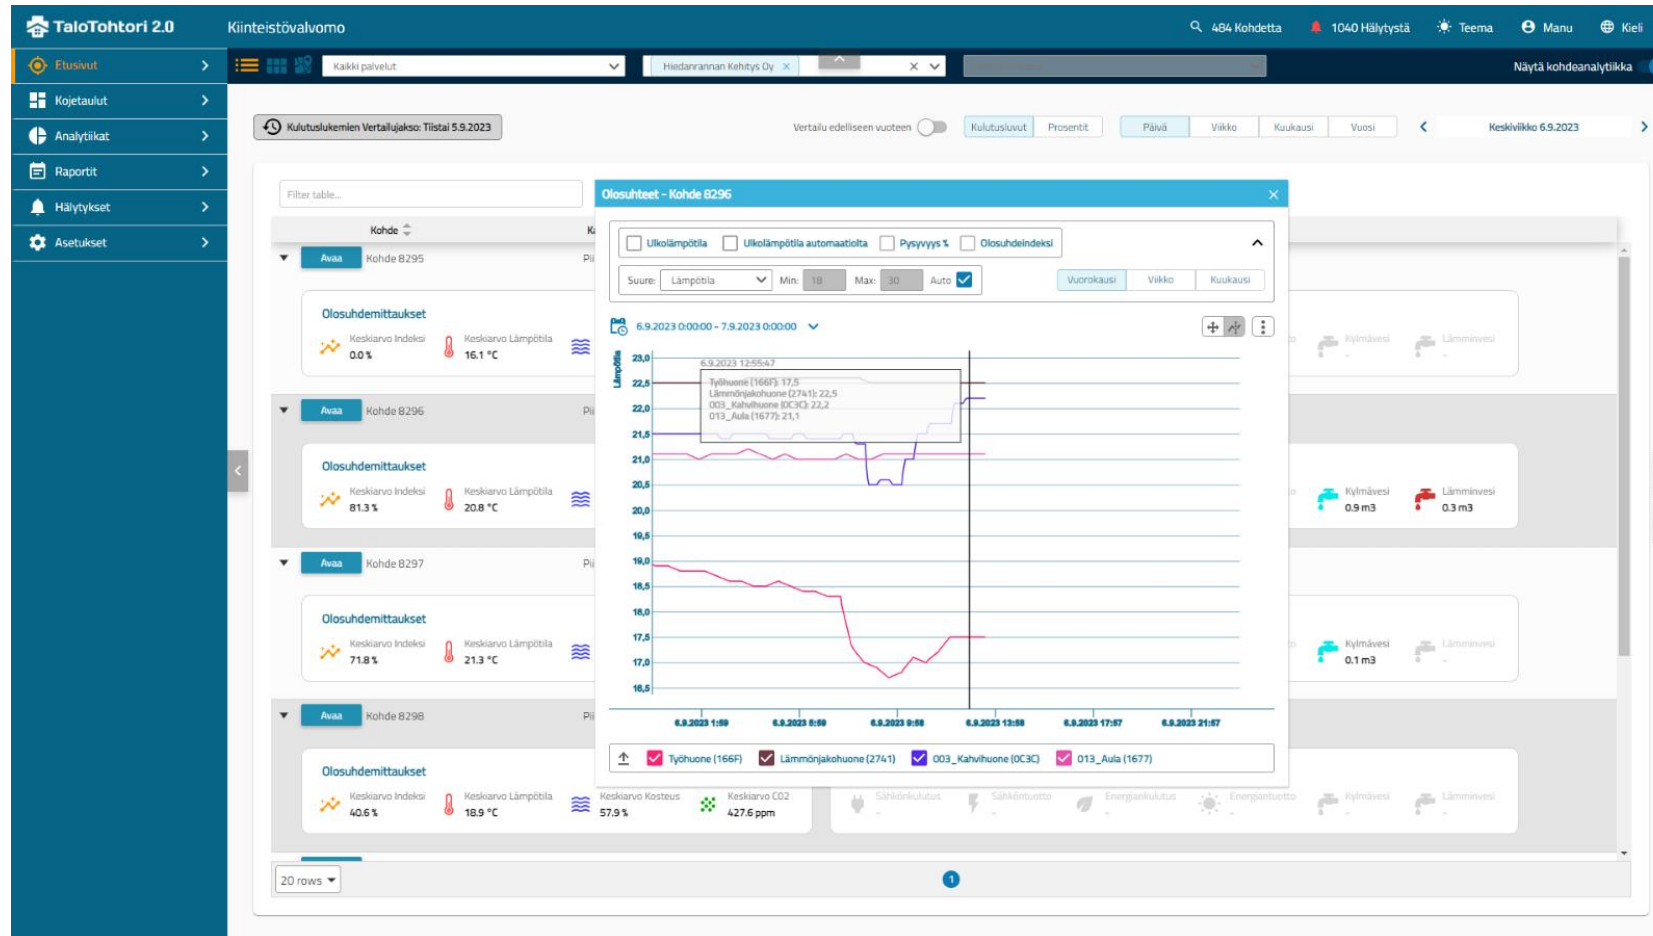 TaloTohtori 2.0
Kiinteistövalvomo
484 Kohdetta
1040 Hälytystä
Teema
Manu
Kieli
Etusivut
Kaikki palvelut
Hiedanrannan Kehitys Oy
Näytä kohdeanalytiikka
Kojetaulut
Analytiikat
Raportit
Hälytykset
Asetukset
Kulutuslukemien Vertailujakso: Tiistai 5.9.2023
Vertailu edelliseen vuoteen
Kulutusluvut
Prosentit
Päivä
Viikko
Kuukausi
Vuosi
Keskiviikko 6.9.2023
Filter table...
Kohde
Avaa
Kohde 8295
Olosuhdemittaukset
Keskiarvo Indeksi
0.0 %
Keskiarvo Lämpötila
16.1 °C
Kylmävesi
-
Lämminvesi
-
Avaa
Kohde 8296
Olosuhdemittaukset
Keskiarvo Indeksi
81.3 %
Keskiarvo Lämpötila
20.8 °C
Kylmävesi
0.9 m3
Lämminvesi
0.3 m3
Avaa
Kohde 8297
Olosuhdemittaukset
Keskiarvo Indeksi
71.8 %
Keskiarvo Lämpötila
21.3 °C
Kylmävesi
0.1 m3
Lämminvesi
-
Avaa
Kohde 8298
Olosuhdemittaukset
Keskiarvo Indeksi
40.6 %
Keskiarvo Lämpötila
18.9 °C
Keskiarvo Kosteus
57.9 %
Keskiarvo CO2
427.6 ppm
Sähkönkulutus
-
Sähköntuotto
-
Energiankulutus
-
Energiantuotto
-
Kylmävesi
-
Lämminvesi
-
20 rows
1
Olosuhteet - Kohde 8296
Ulkolämpötila
Ulkolämpötila automaatiolta
Pysyvyys %
Olosuhdeindeksi
Suure:
Lämpötila
Min:
18
Max:
30
Auto
Vuorokausi
Viikko
Kuukausi
6.9.2023 0:00:00 - 7.9.2023 0:00:00
Lämpötila
23,0
22,5
22,0
21,5
21,0
20,5
20,0
19,5
19,0
18,5
18,0
17,5
17,0
16,5
6.9.2023 12:55:47
Työhuone (166F): 17,5
Lämmönjakohuone (2741): 22,5
003_Kahvihuone (0C3C): 22,2
013_Aula (1677): 21,1
6.9.2023 1:59
6.9.2023 5:59
6.9.2023 9:58
6.9.2023 13:58
6.9.2023 17:57
6.9.2023 21:57
Työhuone (166F)
Lämmönjakohuone (2741)
003_Kahvihuone (0C3C)
013_Aula (1677)